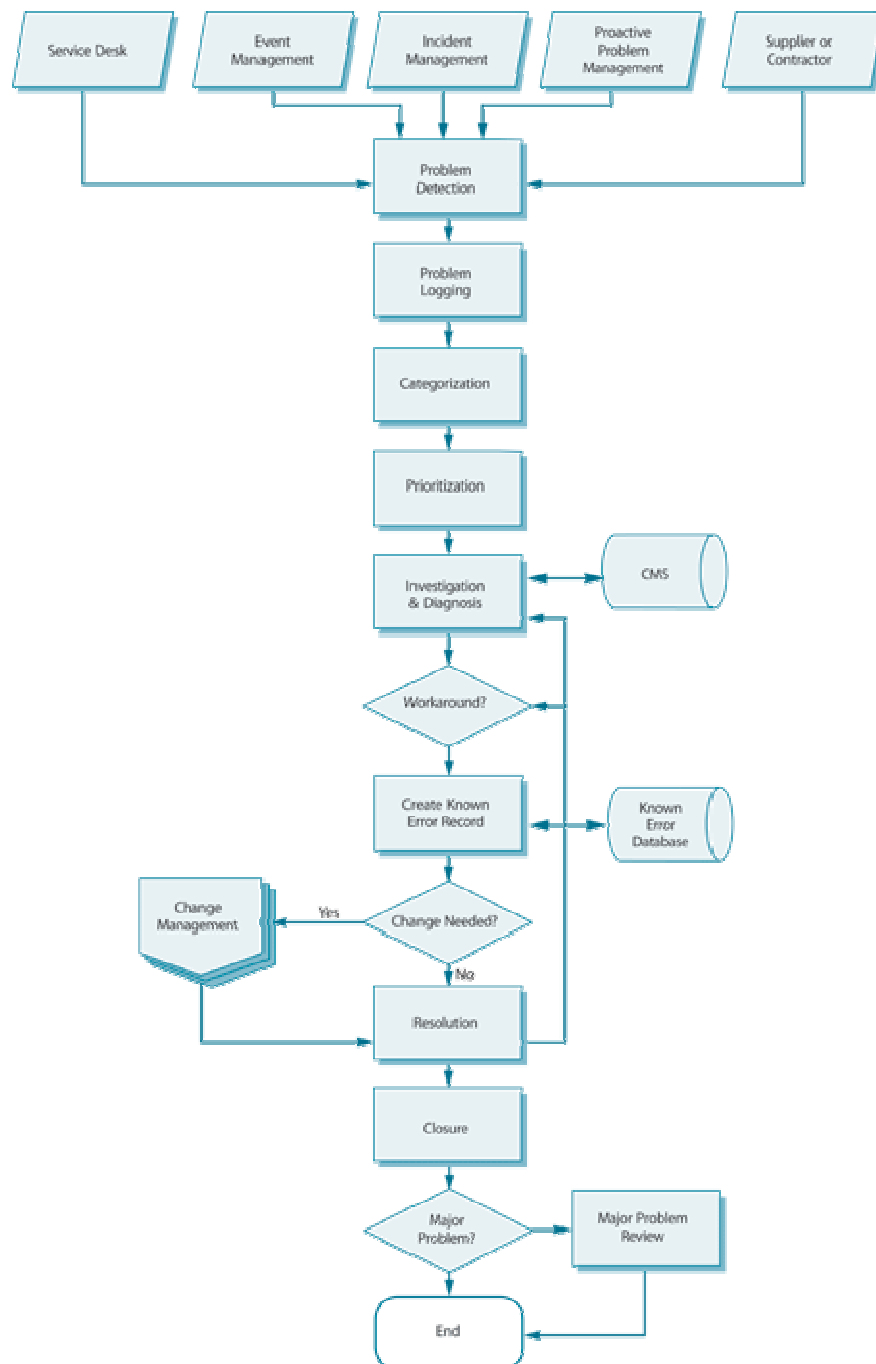 Service Desk
Event
Management
Incident
Management
Proactive
Problem
Management
Supplier or
Contractor
Problem
Detection
Problem
Logging
Categorization
Prioritization
Investigation
& Diagnosis
CMS
Workaround?
Create Known
Error Record
Known
Error
Database
Change
Management
Yes
Change Needed?
No
Resolution
Closure
Major
Problem?
Major Problem
Review
End